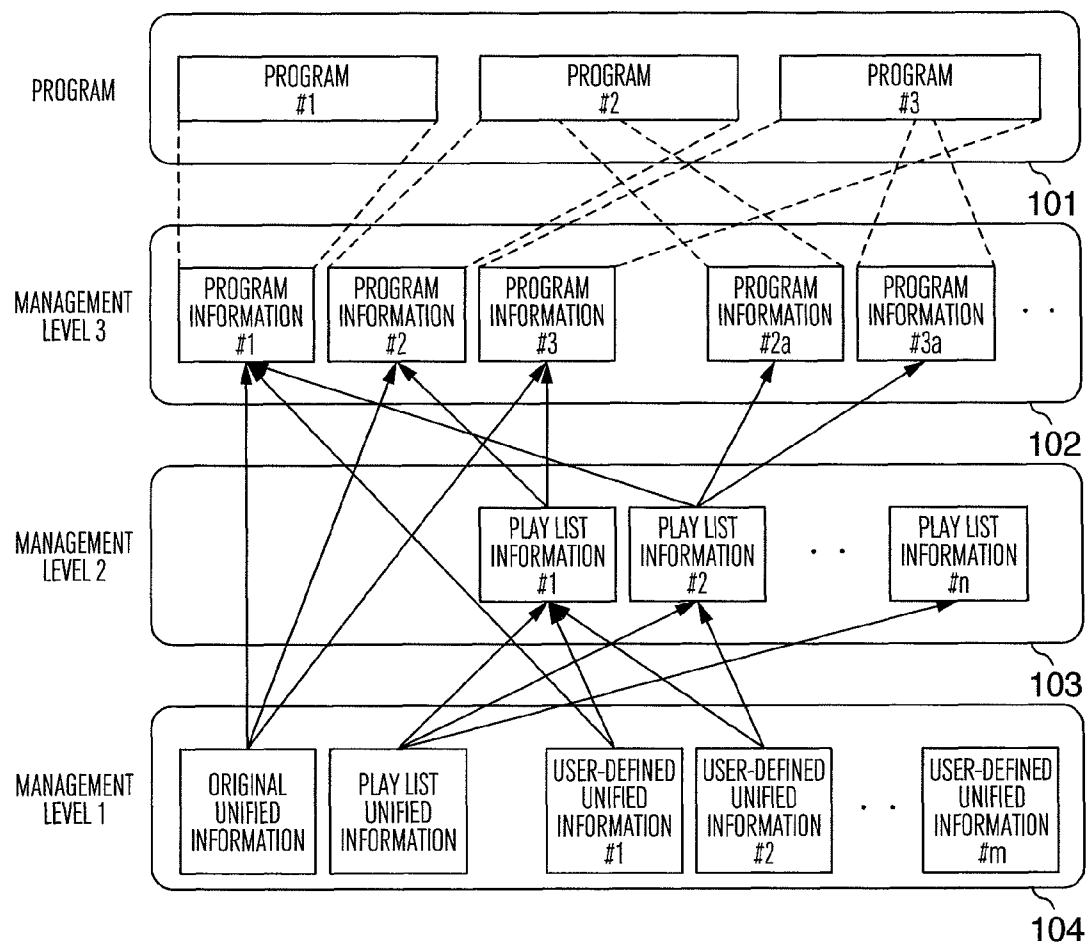 PROGRAM
PROGRAM
#1
PROGRAM
#2
PROGRAM
#3
101
MANAGEMENT
LEVEL 3
PROGRAM
INFORMATION
#1
PROGRAM
INFORMATION
#2
PROGRAM
INFORMATION
#3
PROGRAM
INFORMATION
#2a
PROGRAM
INFORMATION
#3a
. .
102
MANAGEMENT
LEVEL 2
PLAY LIST
INFORMATION
#1
PLAY LIST
INFORMATION
#2
. .
PLAY LIST
INFORMATION
#n
103
MANAGEMENT
LEVEL 1
ORIGINAL
UNIFIED
INFORMATION
PLAY LIST
UNIFIED
INFORMATION
USER-DEFINED
UNIFIED
INFORMATION
#1
USER-DEFINED
UNIFIED
INFORMATION
#2
. .
USER-DEFINED
UNIFIED
INFORMATION
#m
104